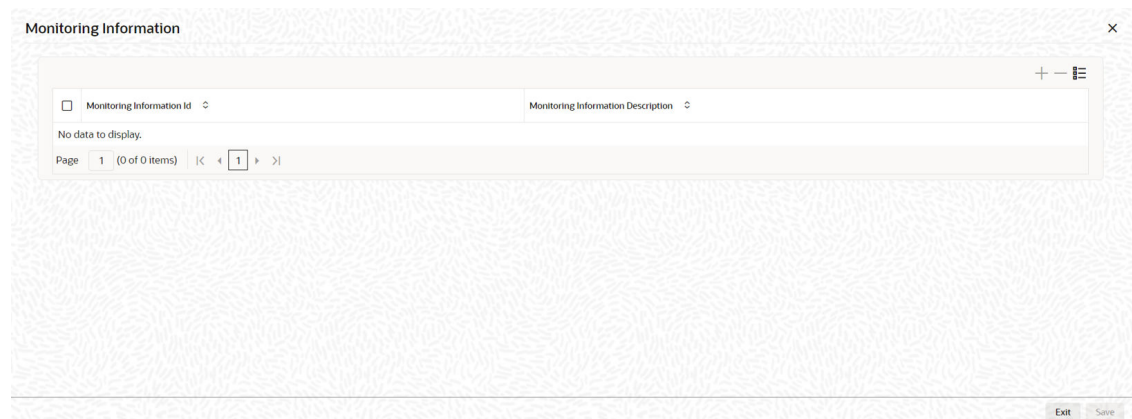 Monitoring Information
Monitoring Information Id Monitoring Information Description
No data to display.
Page 1 (0 of 0 items) 1
Exit Save